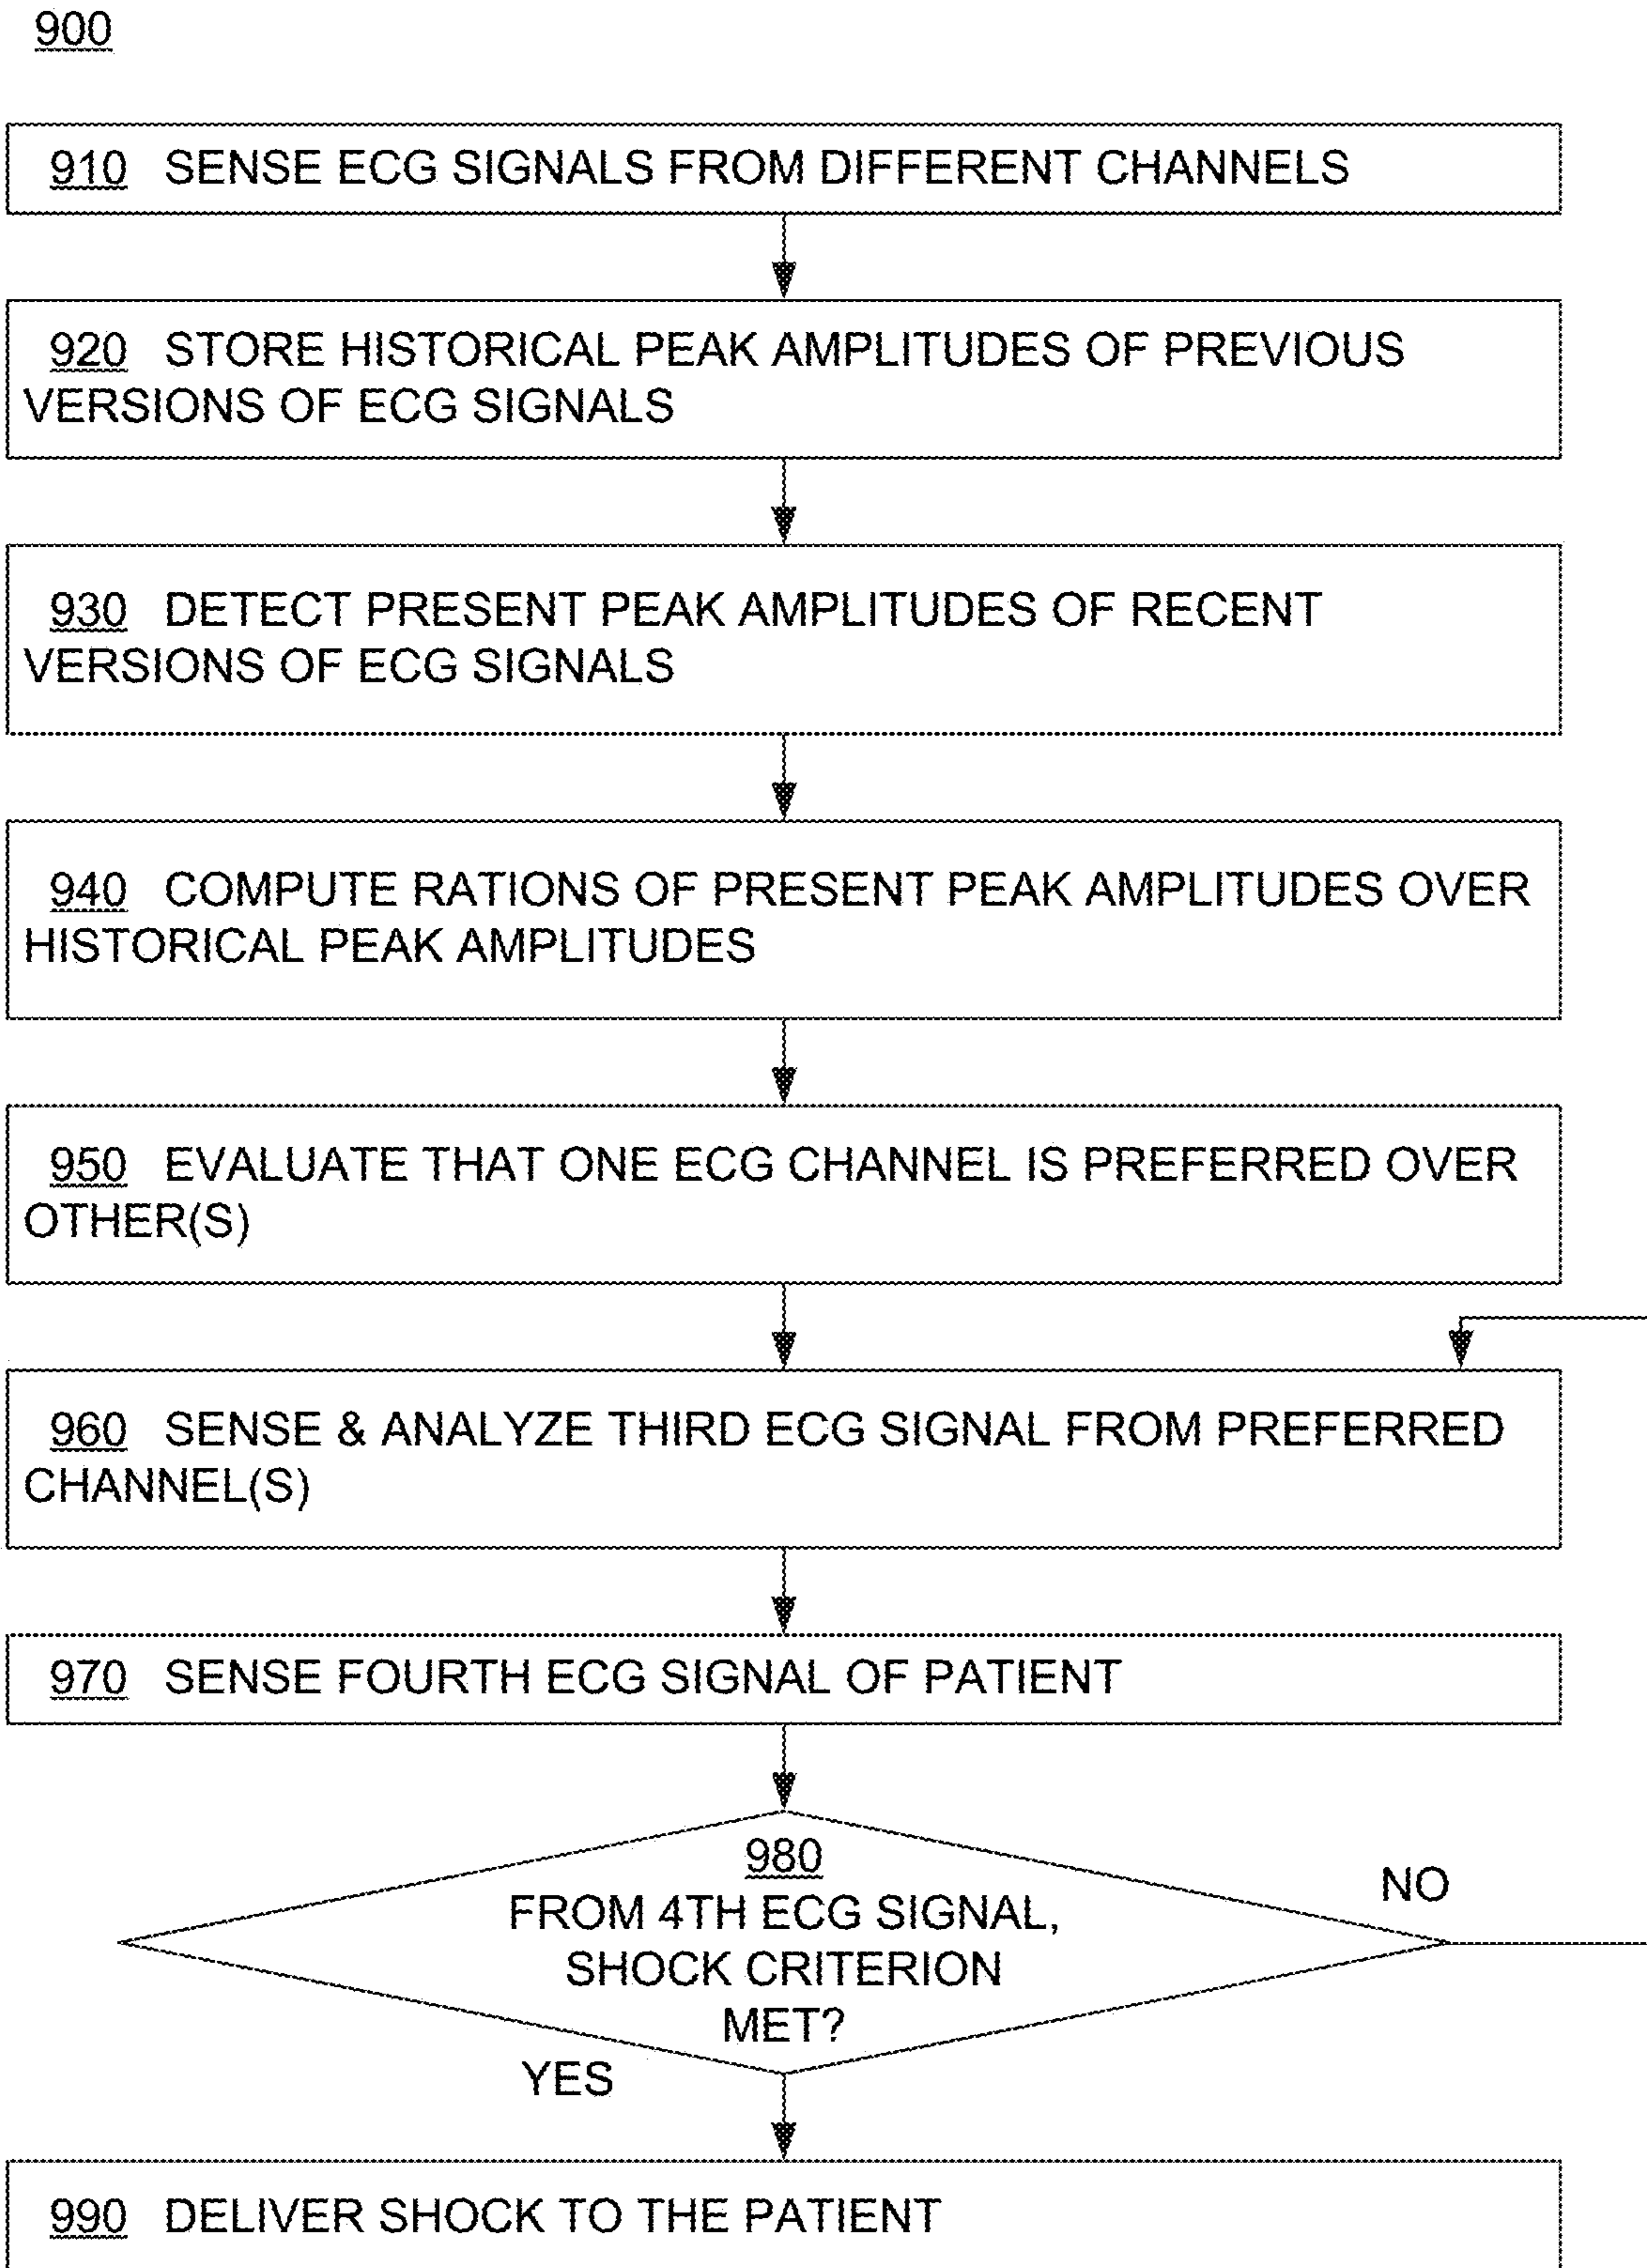 900
910 SENSE ECG SIGNALS FROM DIFFERENT CHANNELS
920 STORE HISTORICAL PEAK AMPLITUDES OF PREVIOUS
VERSIONS OF ECG SIGNALS
930 DETECT PRESENT PEAK AMPLITUDES OF RECENT
VERSIONS OF ECG SIGNALS
940 COMPUTE RATIONS OF PRESENT PEAK AMPLITUDES OVER
HISTORICAL PEAK AMPLITUDES
950 EVALUATE THAT ONE ECG CHANNEL IS PREFERRED OVER
OTHER(S)
960 SENSE & ANALYZE THIRD ECG SIGNAL FROM PREFERRED
CHANNEL(S)
970 SENSE FOURTH ECG SIGNAL OF PATIENT
980
FROM 4TH ECG SIGNAL,
SHOCK CRITERION
MET?
NO
YES
990 DELIVER SHOCK TO THE PATIENT